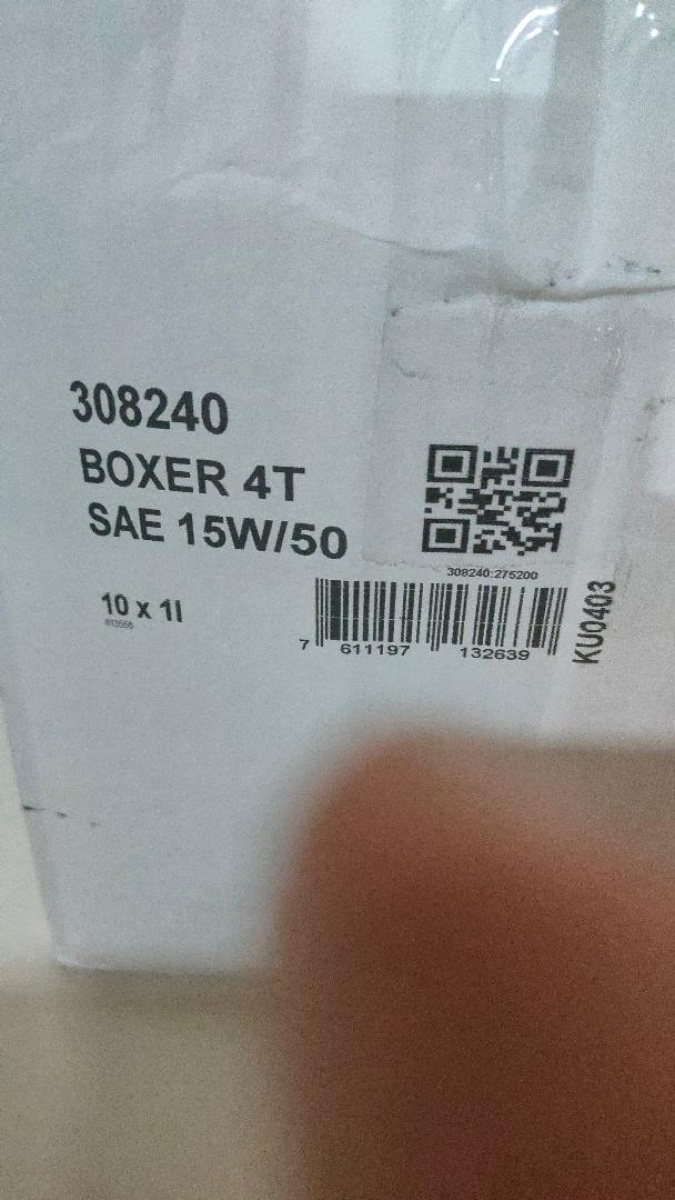 308240
BOXER 4T
SAE 15W/50
10 x 1l
308240:275200
7 611197 132639
KU0403